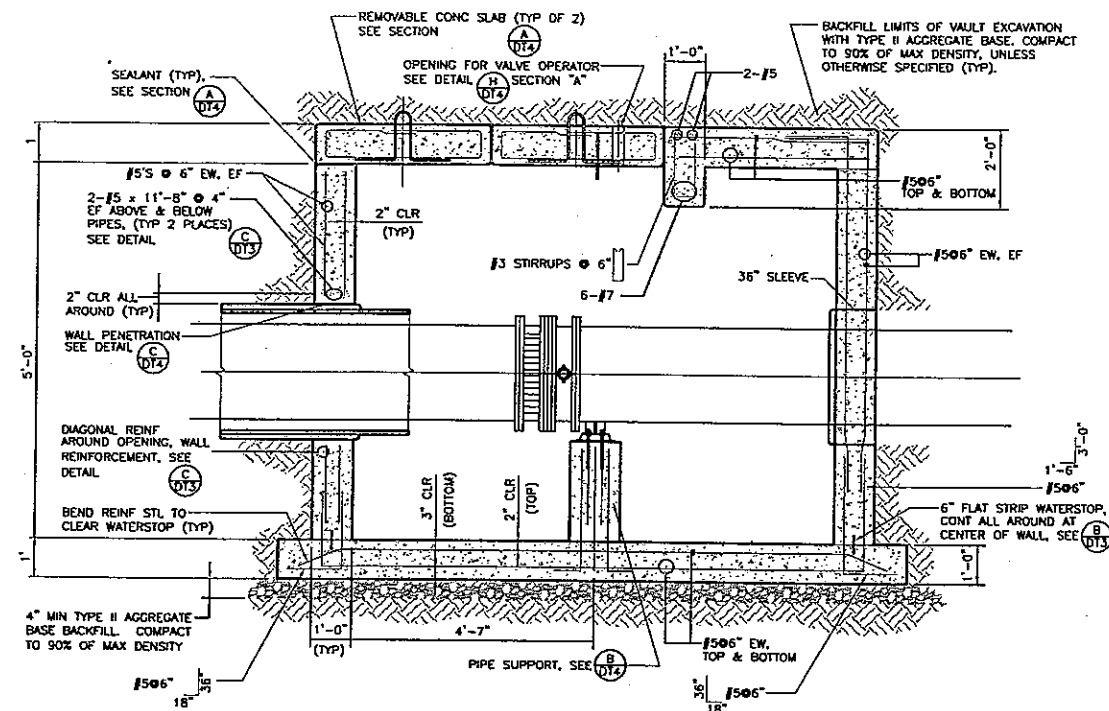 REMOVABLE CONC SLAB (TYP OF 2)
SEE SECTION
A
DT4
OPENING FOR VALVE OPERATOR
SEE DETAIL H DT4 SECTION "A"
1'-0"
2-#5
BACKFILL LIMITS OF VAULT EXCAVATION
WITH TYPE II AGGREGATE BASE. COMPACT
TO 90% OF MAX DENSITY, UNLESS
OTHERWISE SPECIFIED (TYP).
SEALANT (TYP),
SEE SECTION
A
DT4
1
#5'S @ 6" EW, EF
2-#5 x 11'-8" @ 4"
EF ABOVE & BELOW
PIPES, (TYP 2 PLACES)
SEE DETAIL
C
DT3
2" CLR
(TYP)
2'-0"
#5@6"
TOP & BOTTOM
#3 STIRRUPS @ 6"
6-#7
36" SLEEVE
#5@6" EW, EF
2" CLR ALL
AROUND (TYP)
WALL PENETRATION
SEE DETAIL
C
DT4
5'-0"
DIAGONAL REINF
AROUND OPENING, WALL
REINFORCEMENT, SEE
DETAIL
C
DT3
3'-0"
1'-6"
#5@6"
BEND REINF STL TO
CLEAR WATERSTOP (TYP)
3" CLR
(BOTTOM)
2" CLR
(TOP)
6" FLAT STRIP WATERSTOP,
CONT ALL AROUND AT
CENTER OF WALL, SEE
B
DT3
1'
1'-0"
4" MIN TYPE II AGGREGATE
BASE BACKFILL. COMPACT
TO 90% OF MAX DENSITY
1'-0"
(TYP)
4'-7"
PIPE SUPPORT, SEE
B
DT4
#5@6" EW,
TOP & BOTTOM
#5@6"
36"
18"
36"
18"
#5@6"